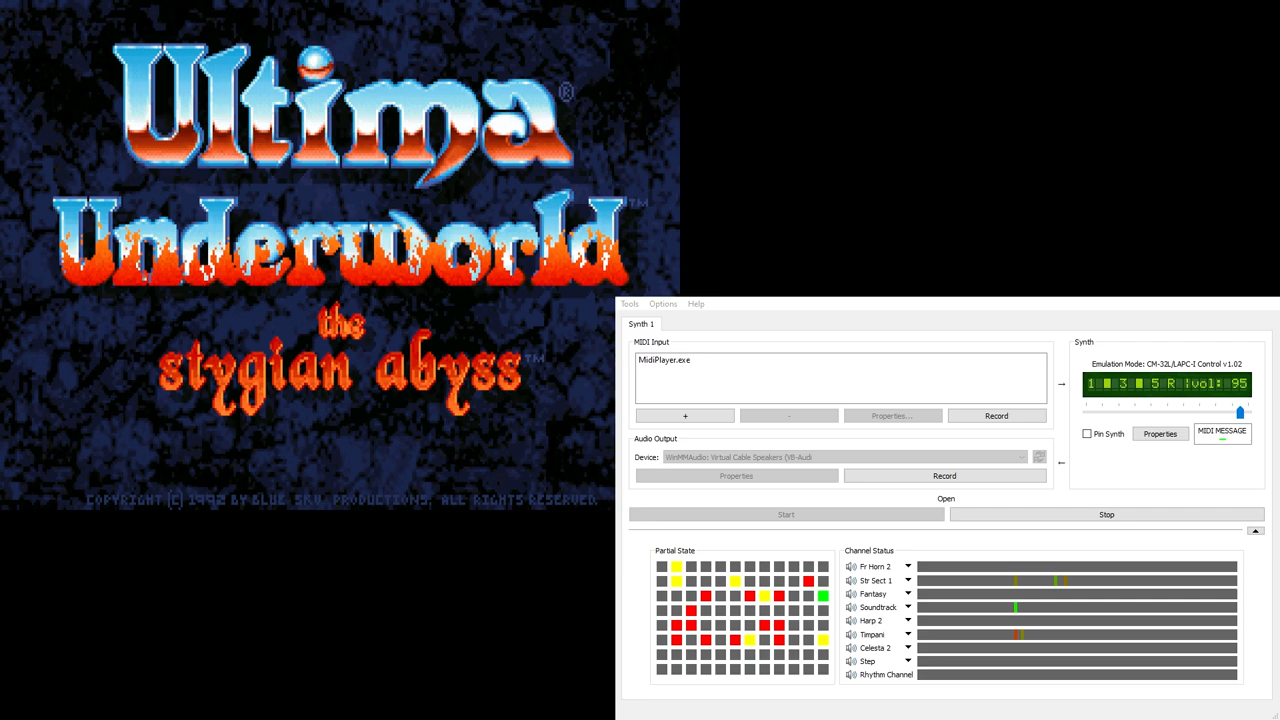 Ultima®
Underworld™
the
stygian abyss™
COPYRIGHT (C) 1992 BY BLUE SKY PRODUCTIONS. ALL RIGHTS RESERVED.
Tools Options Help
Synth 1
MIDI Input
MidiPlayer.exe
+ - Properties... Record
Audio Output
Device: WinMMAudio: Virtual Cable Speakers (VB-Audi
Properties Record
Synth
Emulation Mode: CM-32L/LAPC-I Control v1.02
1 █ 3 █ 5 R |vol: 95
Pin Synth Properties MIDI MESSAGE
Open
Start Stop
Partial State
Channel Status
Fr Horn 2
Str Sect 1
Fantasy
Soundtrack
Harp 2
Timpani
Celesta 2
Step
Rhythm Channel